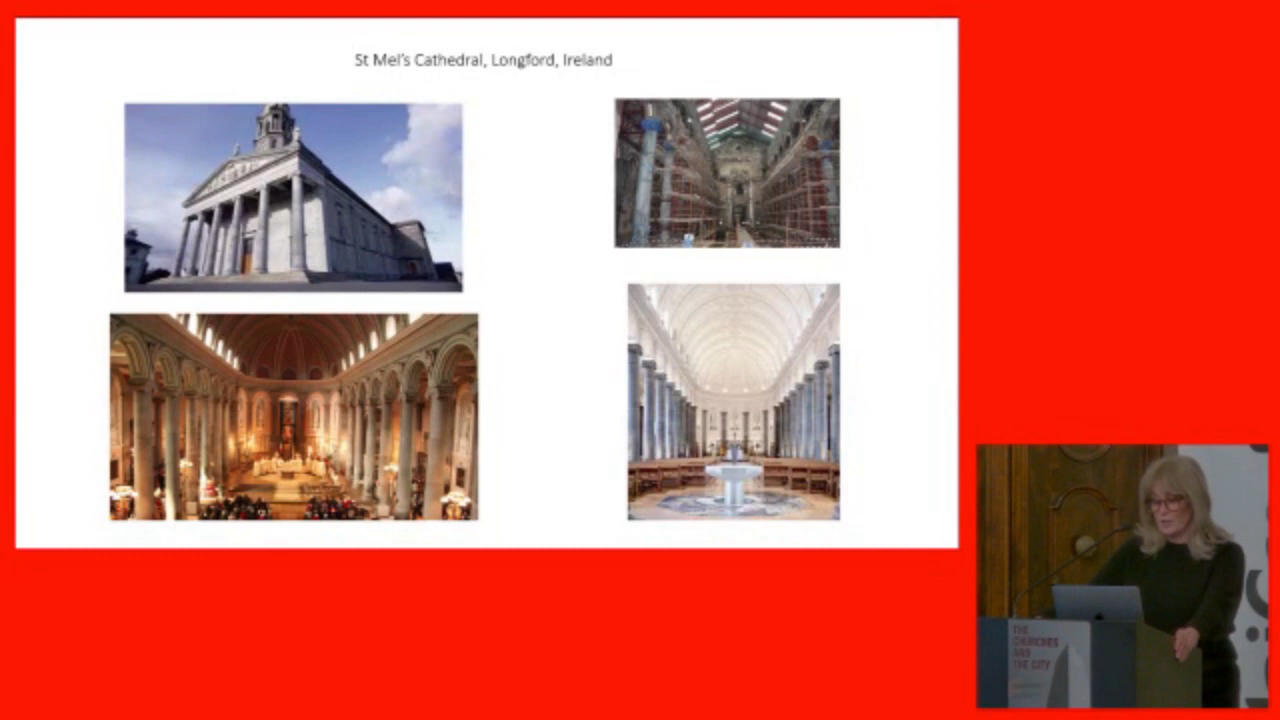 St Mel's Cathedral, Longford, Ireland
THE
CHURCHES
AND
THE CITY